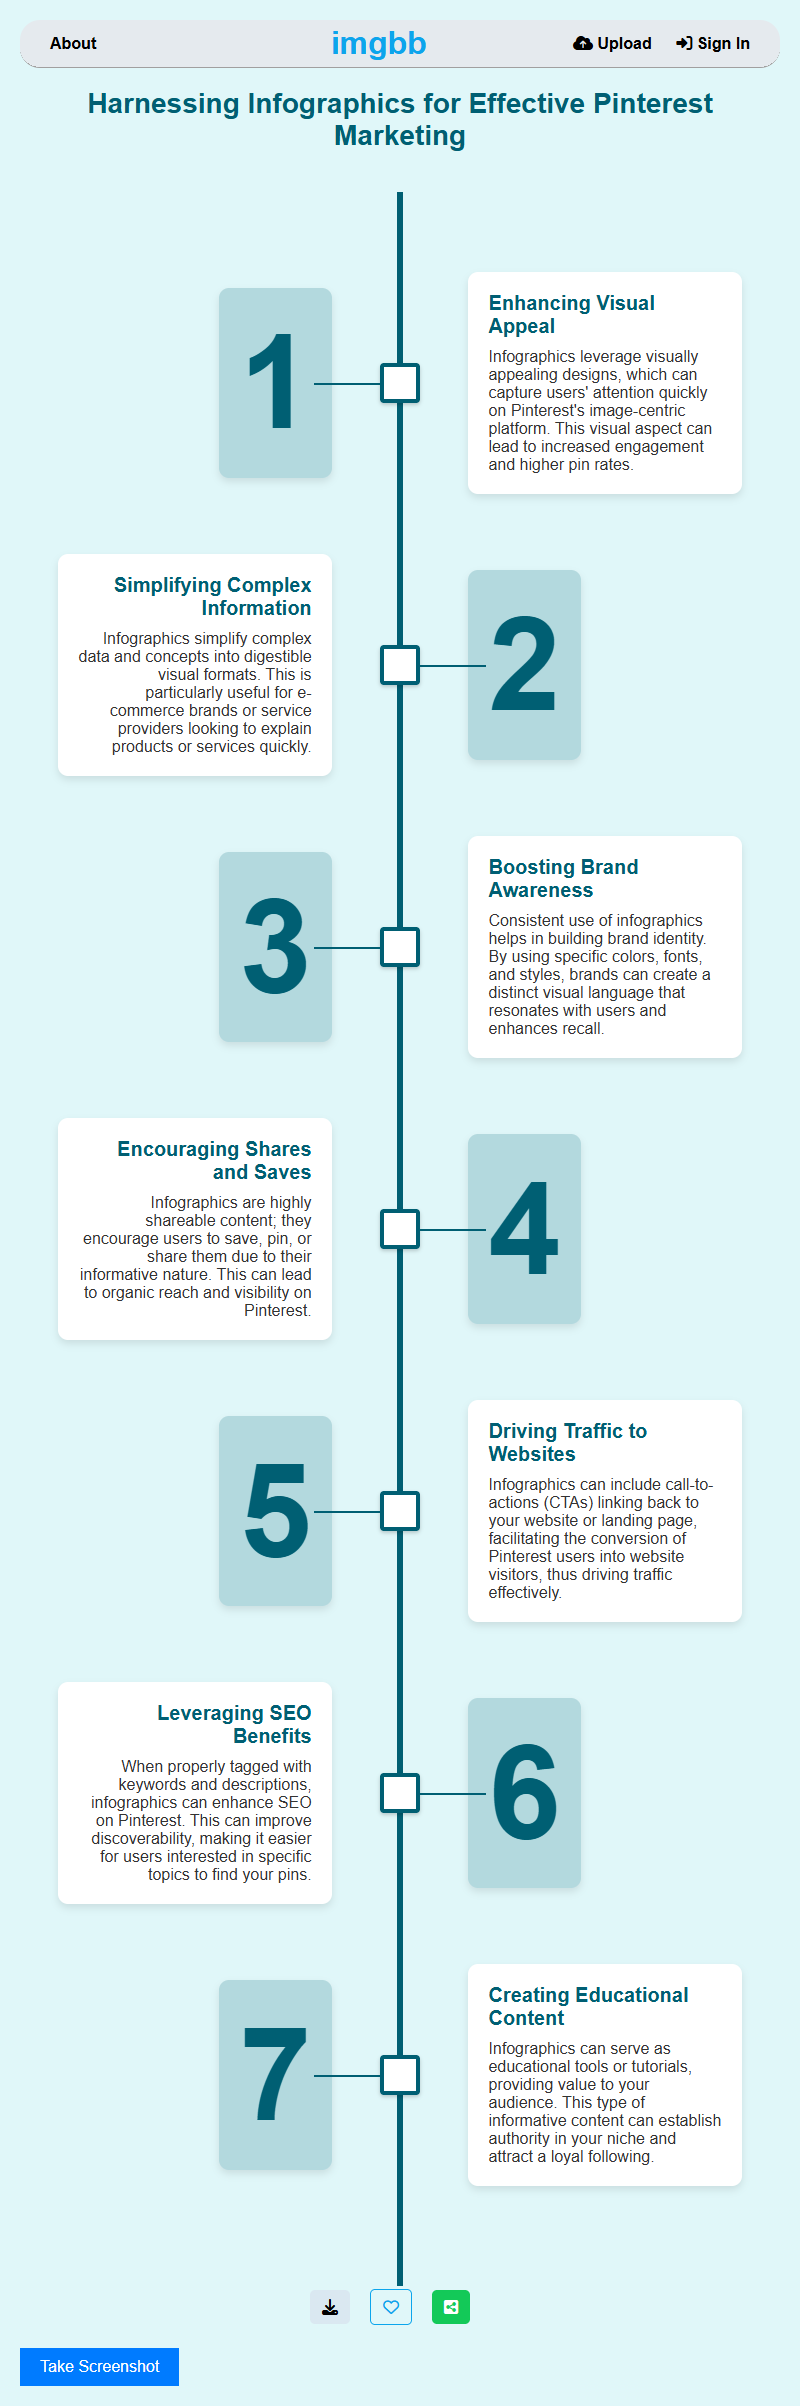 About
imgbb
Upload
Sign In
Harnessing Infographics for Effective Pinterest
Marketing
1
Enhancing Visual
Appeal
Infographics leverage visually
appealing designs, which can
capture users' attention quickly
on Pinterest's image-centric
platform. This visual aspect can
lead to increased engagement
and higher pin rates.
Simplifying Complex
Information
Infographics simplify complex
data and concepts into digestible
visual formats. This is
particularly useful for e-
commerce brands or service
providers looking to explain
products or services quickly.
2
3
Boosting Brand
Awareness
Consistent use of infographics
helps in building brand identity.
By using specific colors, fonts,
and styles, brands can create a
distinct visual language that
resonates with users and
enhances recall.
Encouraging Shares
and Saves
Infographics are highly
shareable content; they
encourage users to save, pin, or
share them due to their
informative nature. This can lead
to organic reach and visibility on
Pinterest.
4
5
Driving Traffic to
Websites
Infographics can include call-to-
actions (CTAs) linking back to
your website or landing page,
facilitating the conversion of
Pinterest users into website
visitors, thus driving traffic
effectively.
Leveraging SEO
Benefits
When properly tagged with
keywords and descriptions,
infographics can enhance SEO
on Pinterest. This can improve
discoverability, making it easier
for users interested in specific
topics to find your pins.
6
7
Creating Educational
Content
Infographics can serve as
educational tools or tutorials,
providing value to your
audience. This type of
informative content can establish
authority in your niche and
attract a loyal following.
Take Screenshot